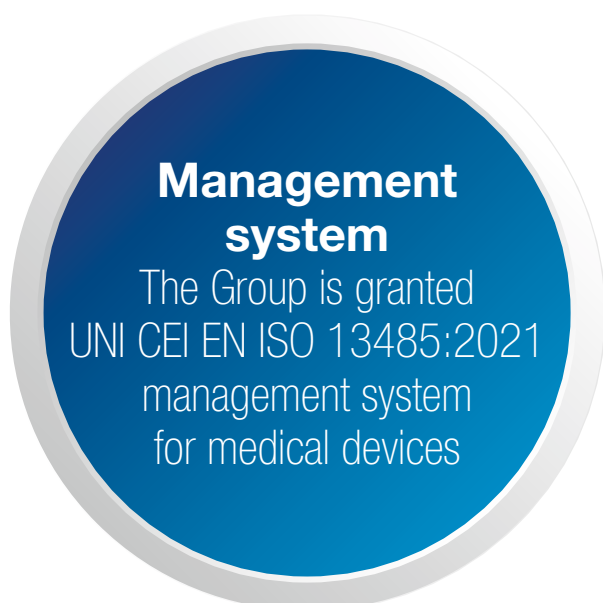 Management
system
The Group is granted
UNI CEI EN ISO 13485:2021
management system
for medical devices